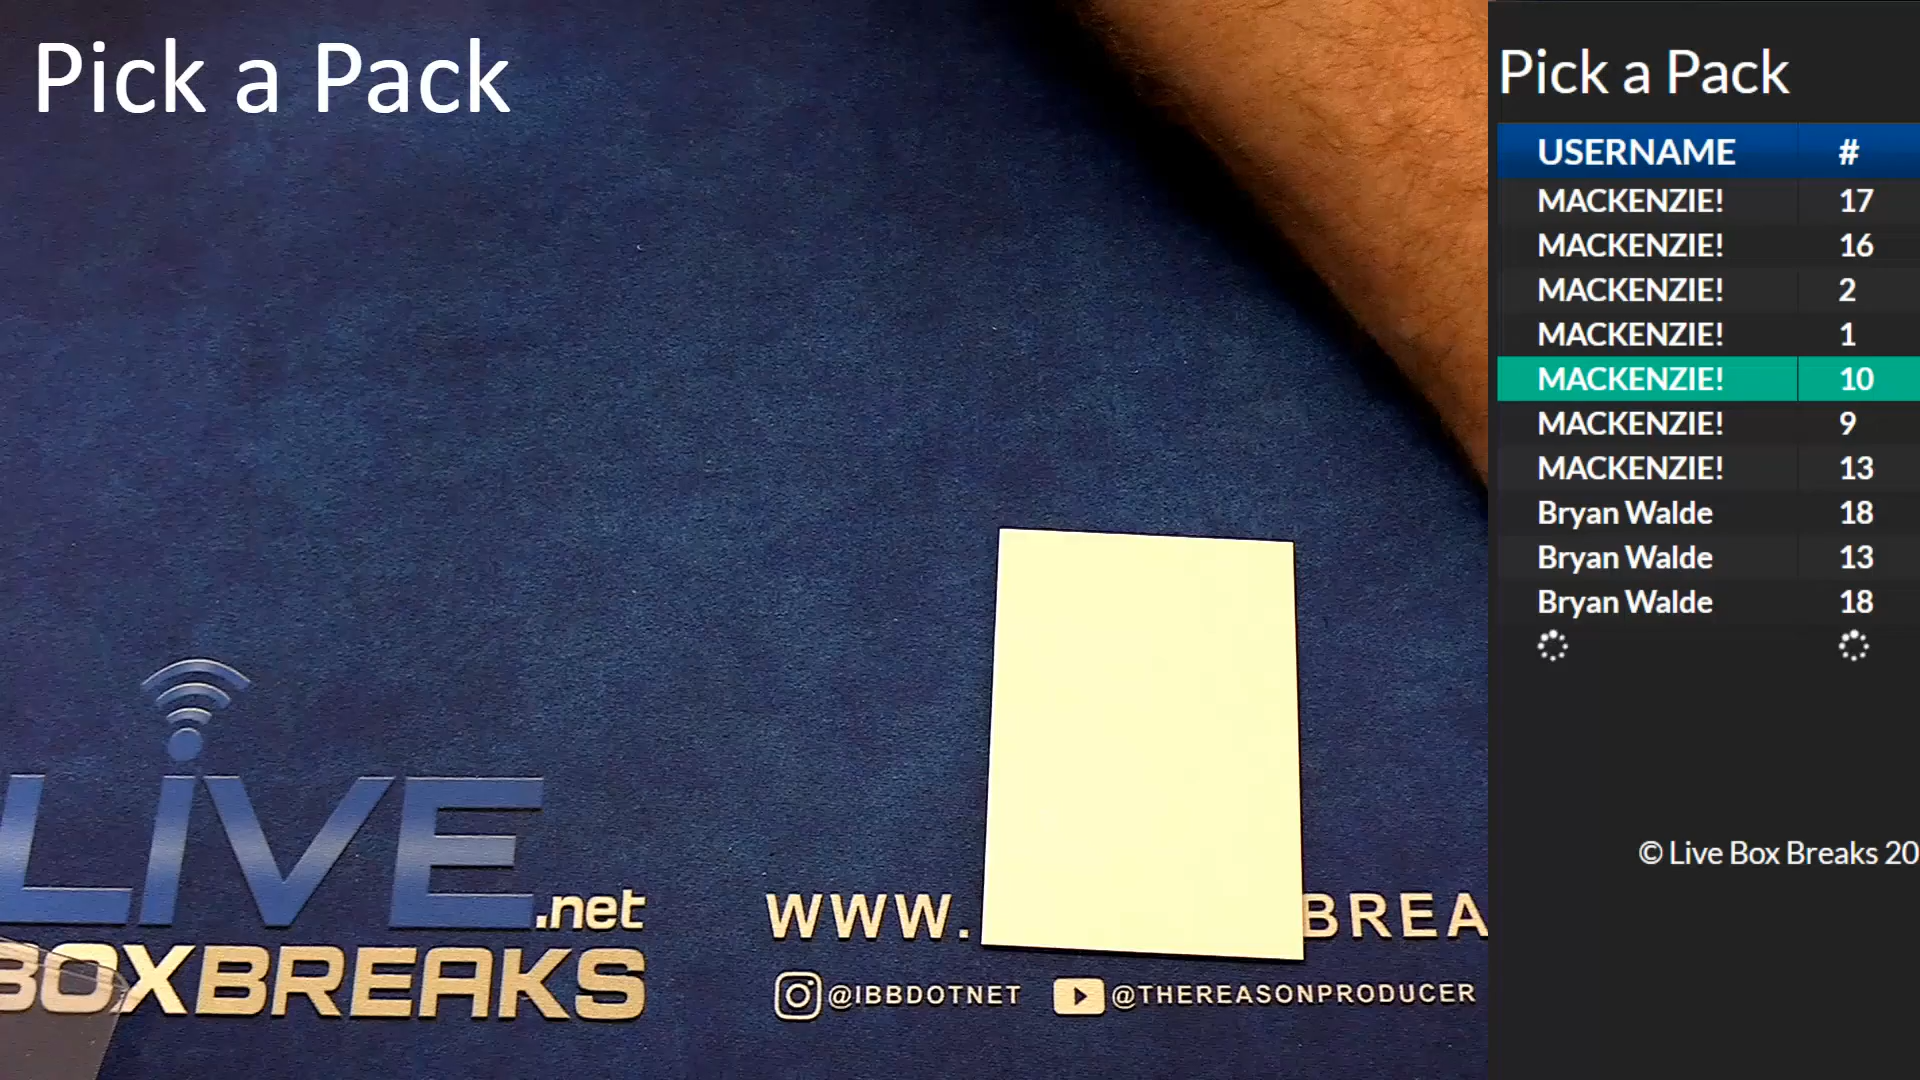 Pick a Pack
LiVE
.net
BOXBREAKS
WWW.
BREA
@IBBDOTNET
@THEREASONPRODUCER
Pick a Pack
USERNAME #
MACKENZIE! 17
MACKENZIE! 16
MACKENZIE! 2
MACKENZIE! 1
MACKENZIE! 10
MACKENZIE! 9
MACKENZIE! 13
Bryan Walde 18
Bryan Walde 13
Bryan Walde 18
© Live Box Breaks 20